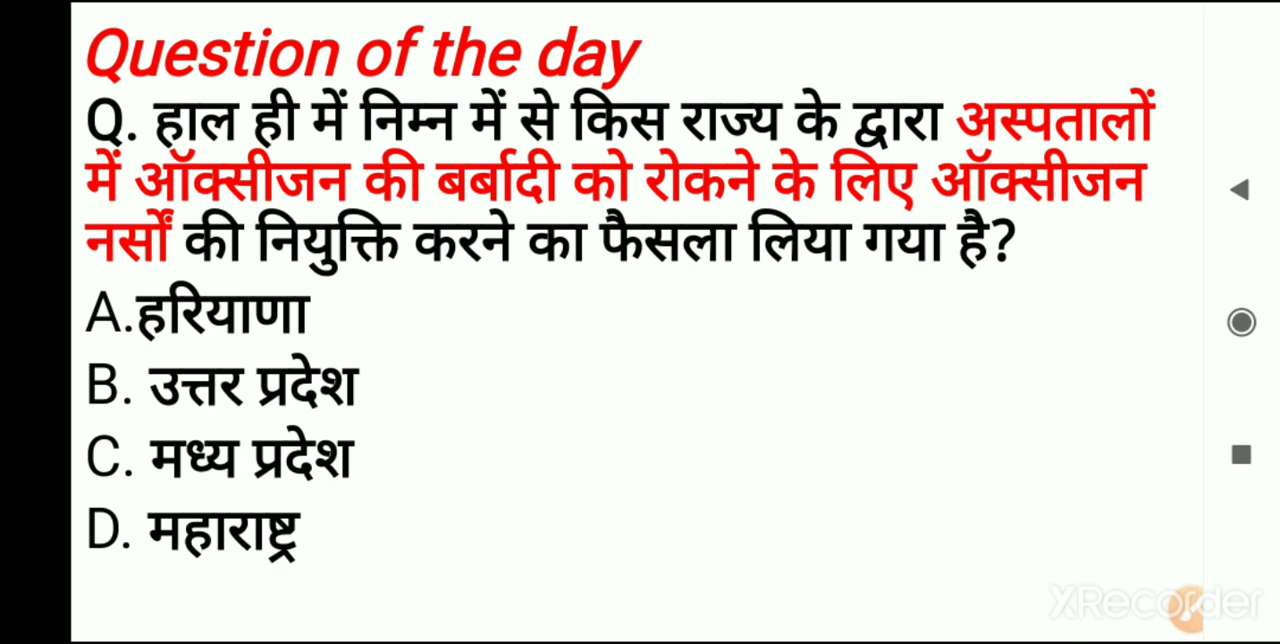 Question of the day
Q. हाल ही में निम्न में से किस राज्य के द्वारा अस्पतालों
में ऑक्सीजन की बर्बादी को रोकने के लिए ऑक्सीजन
नर्सों की नियुक्ति करने का फैसला लिया गया है?
A.हरियाणा
B. उत्तर प्रदेश
C. मध्य प्रदेश
D. महाराष्ट्र
XRecorder